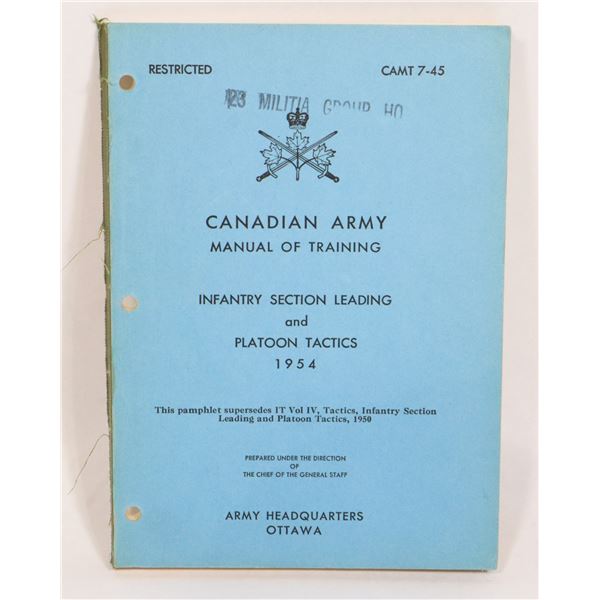 RESTRICTED
CAMT 7-45
23 MILITIA GROUP HQ
CANADIAN ARMY
MANUAL OF TRAINING
INFANTRY SECTION LEADING
and
PLATOON TACTICS
1954
This pamphlet supersedes IT Vol IV, Tactics, Infantry Section
Leading and Platoon Tactics, 1950
PREPARED UNDER THE DIRECTION
OF
THE CHIEF OF THE GENERAL STAFF
ARMY HEADQUARTERS
OTTAWA